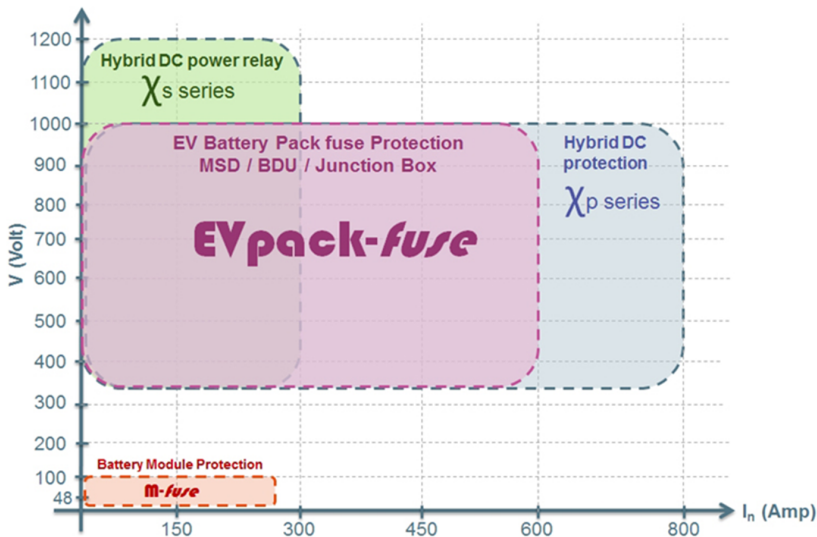 1200
1100
1000
900
800
700
600
500
400
300
200
100
48
V (Volt)
Hybrid DC power relay
χs series
EV Battery Pack fuse Protection
MSD / BDU / Junction Box
EVpack-fuse
Hybrid DC
protection
χp series
Battery Module Protection
M-fuse
150
300
450
600
800
In (Amp)